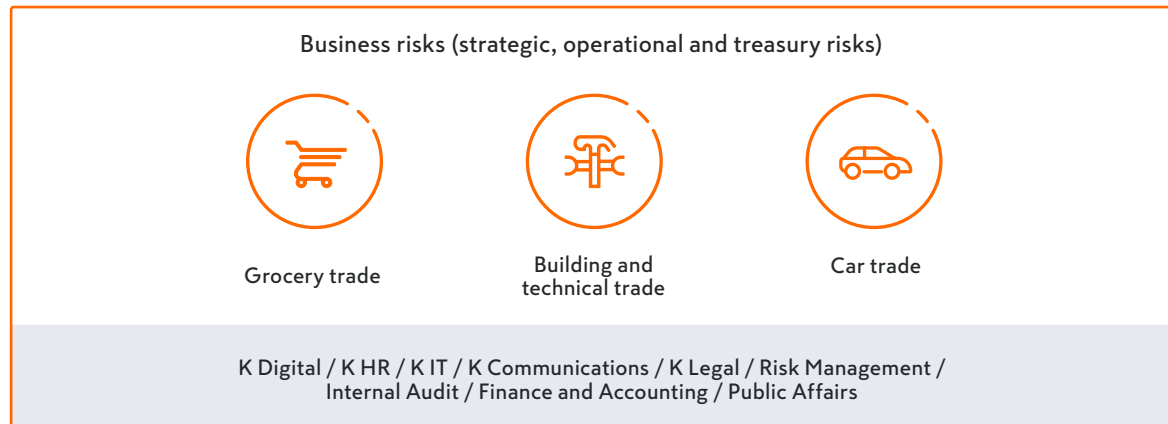 Business risks (strategic, operational and treasury risks)
Grocery trade
Building and
technical trade
Car trade
K Digital / K HR / K IT / K Communications / K Legal / Risk Management /
Internal Audit / Finance and Accounting / Public Affairs